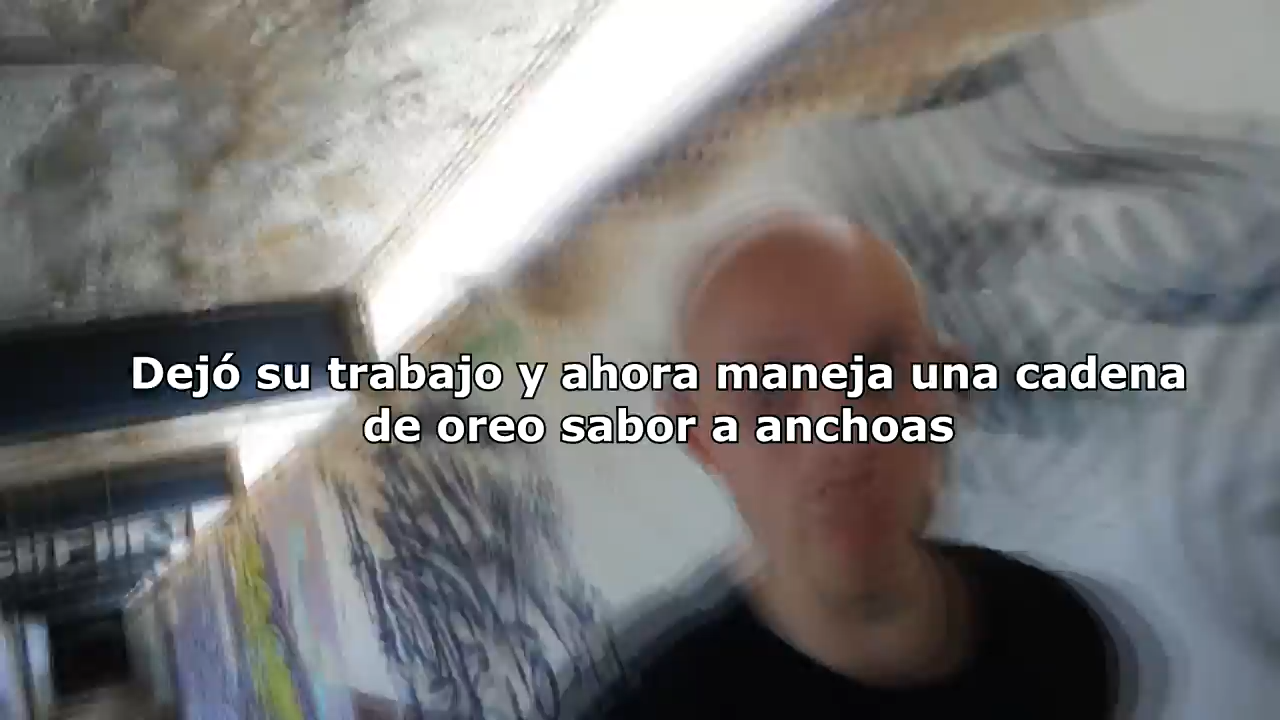 Dejó su trabajo y ahora maneja una cadena
de oreo sabor a anchoas